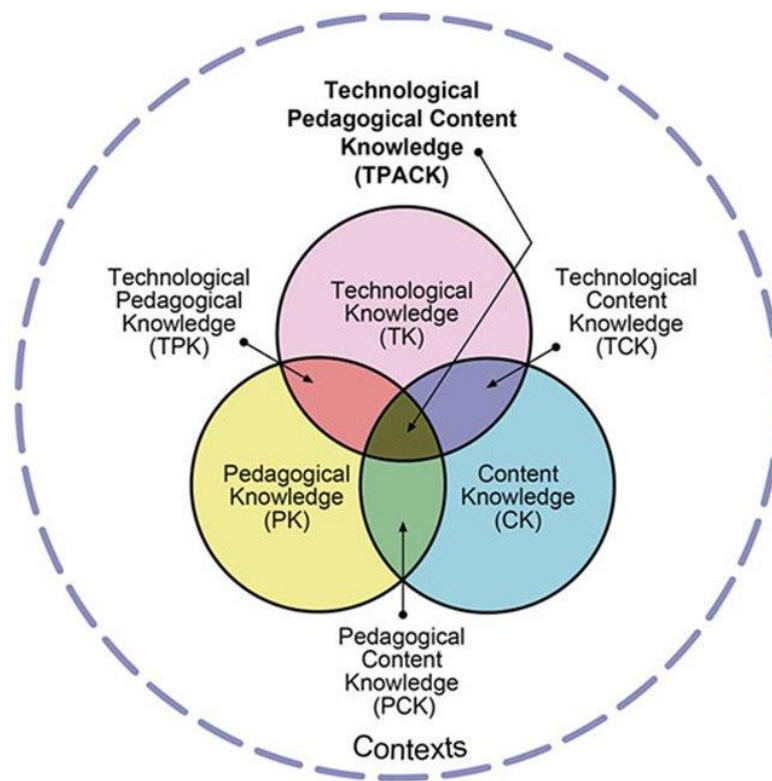 Technological
Pedagogical Content
Knowledge
(TPACK)
Technological
Pedagogical
Knowledge
(TPK)
Technological
Knowledge
(TK)
Technological
Content
Knowledge
(TCK)
Pedagogical
Knowledge
(PK)
Content
Knowledge
(CK)
Pedagogical
Content
Knowledge
(PCK)
Contexts